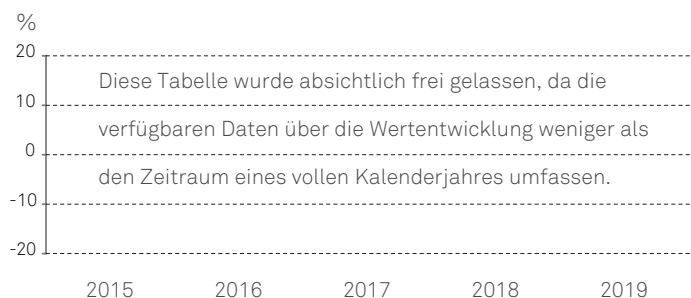 %
20
Diese Tabelle wurde absichtlich frei gelassen, da die
10
verfügbaren Daten über die Wertentwicklung weniger als
0
den Zeitraum eines vollen Kalenderjahres umfassen.
-10
-20
2015 2016 2017 2018 2019